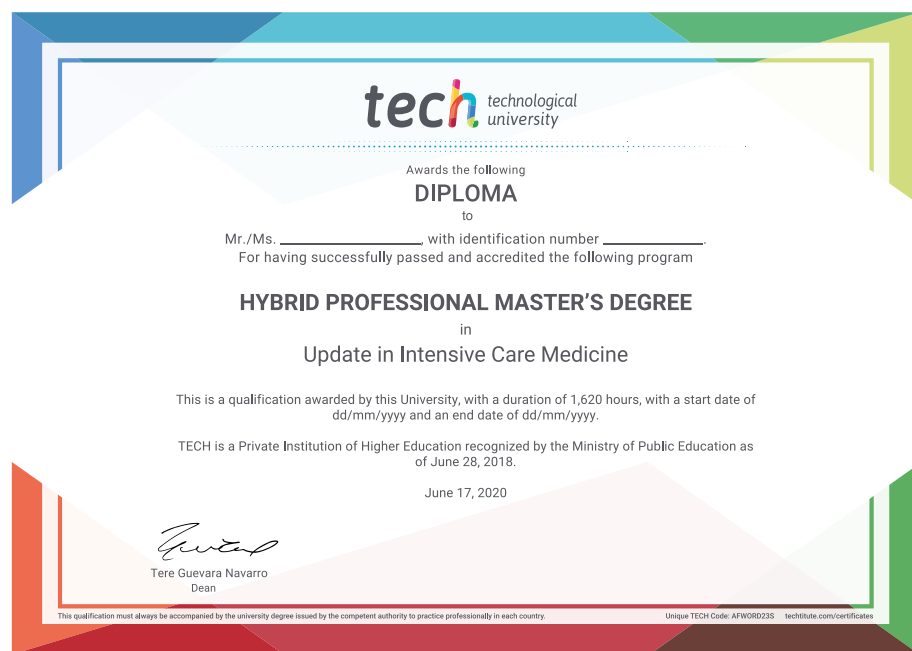 tech technological
university
Awards the following
DIPLOMA
to
Mr./Ms. ____________________, with identification number ______________.
For having successfully passed and accredited the following program
HYBRID PROFESSIONAL MASTER’S DEGREE
in
Update in Intensive Care Medicine
This is a qualification awarded by this University, with a duration of 1,620 hours, with a start date of
dd/mm/yyyy and an end date of dd/mm/yyyy.
TECH is a Private Institution of Higher Education recognized by the Ministry of Public Education as
of June 28, 2018.
June 17, 2020
Tere Guevara Navarro
Dean
This qualification must always be accompanied by the university degree issued by the competent authority to practice professionally in each country.
Unique TECH Code: AFWORD23S techtitute.com/certificates